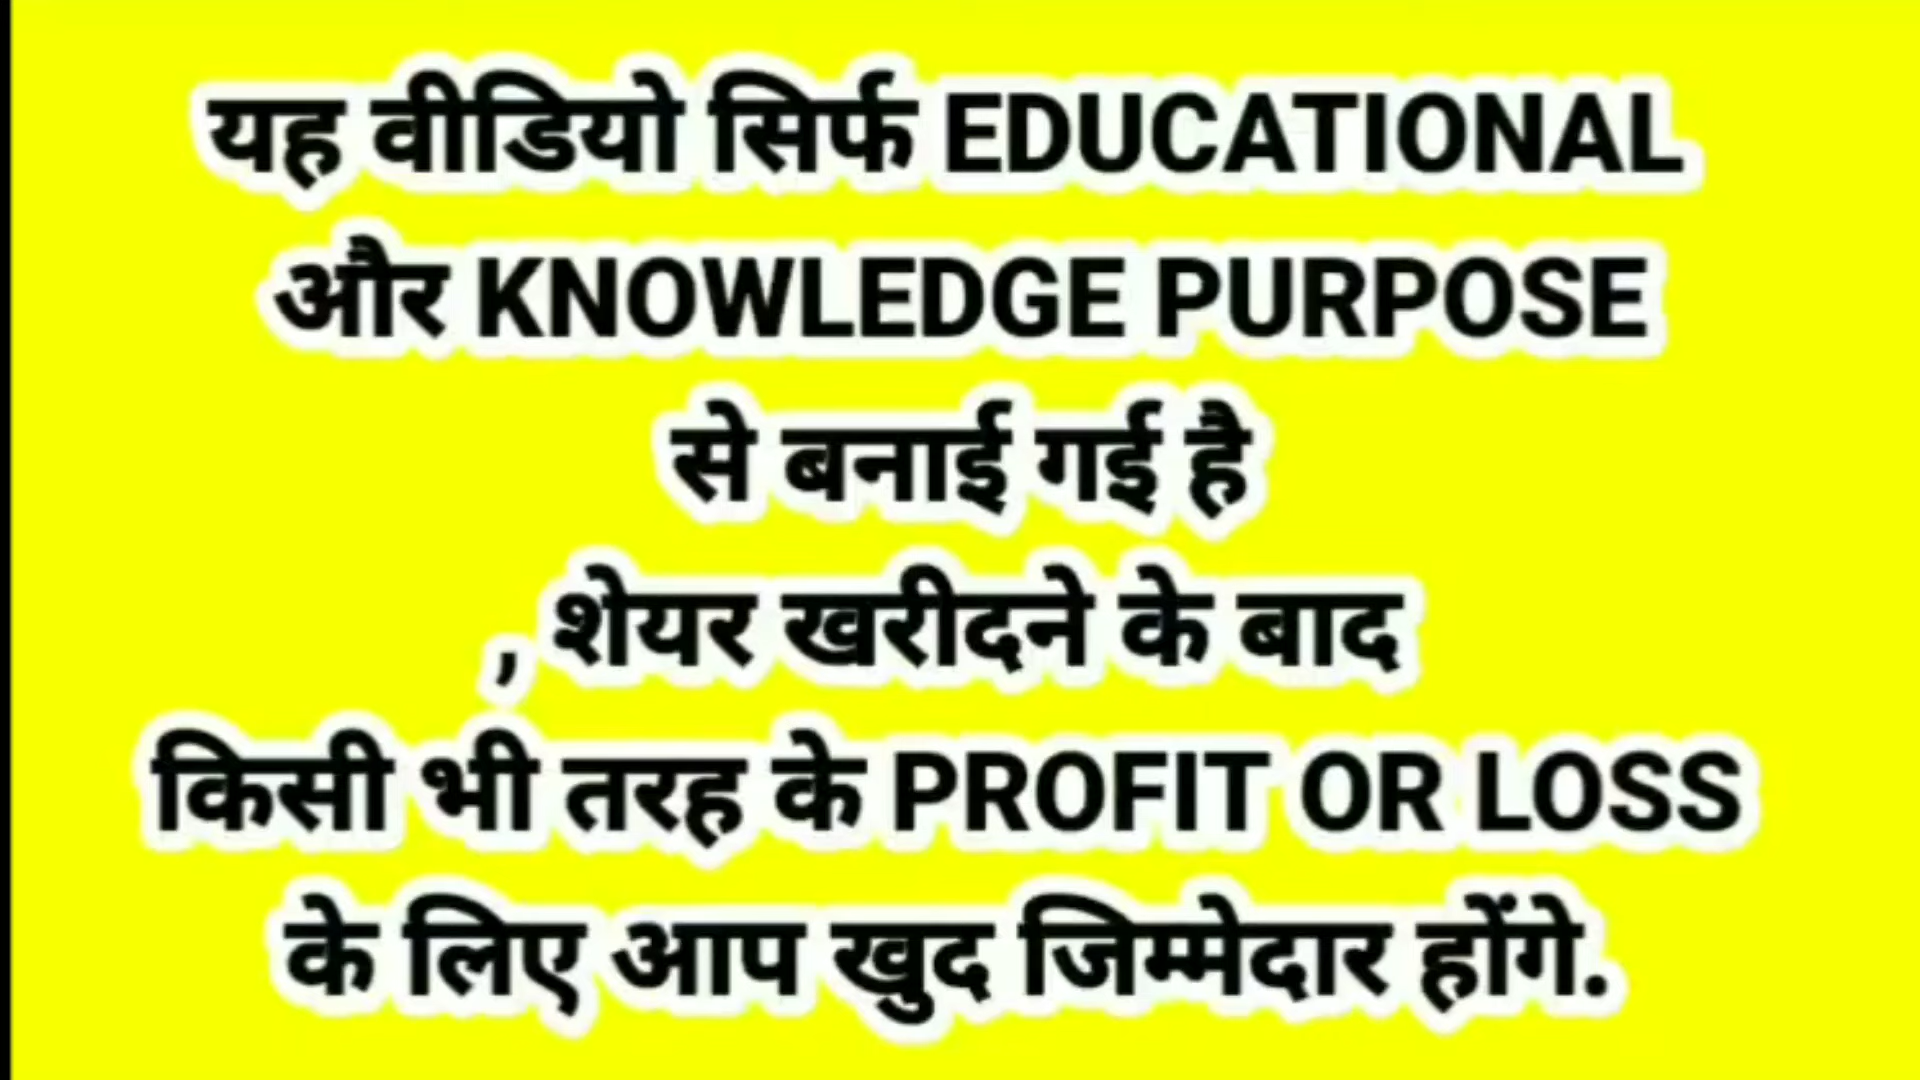 यह वीडियो सिर्फ EDUCATIONAL
और KNOWLEDGE PURPOSE
से बनाई गई है
, शेयर खरीदने के बाद
किसी भी तरह के PROFIT OR LOSS
के लिए आप खुद जिम्मेदार होंगे.